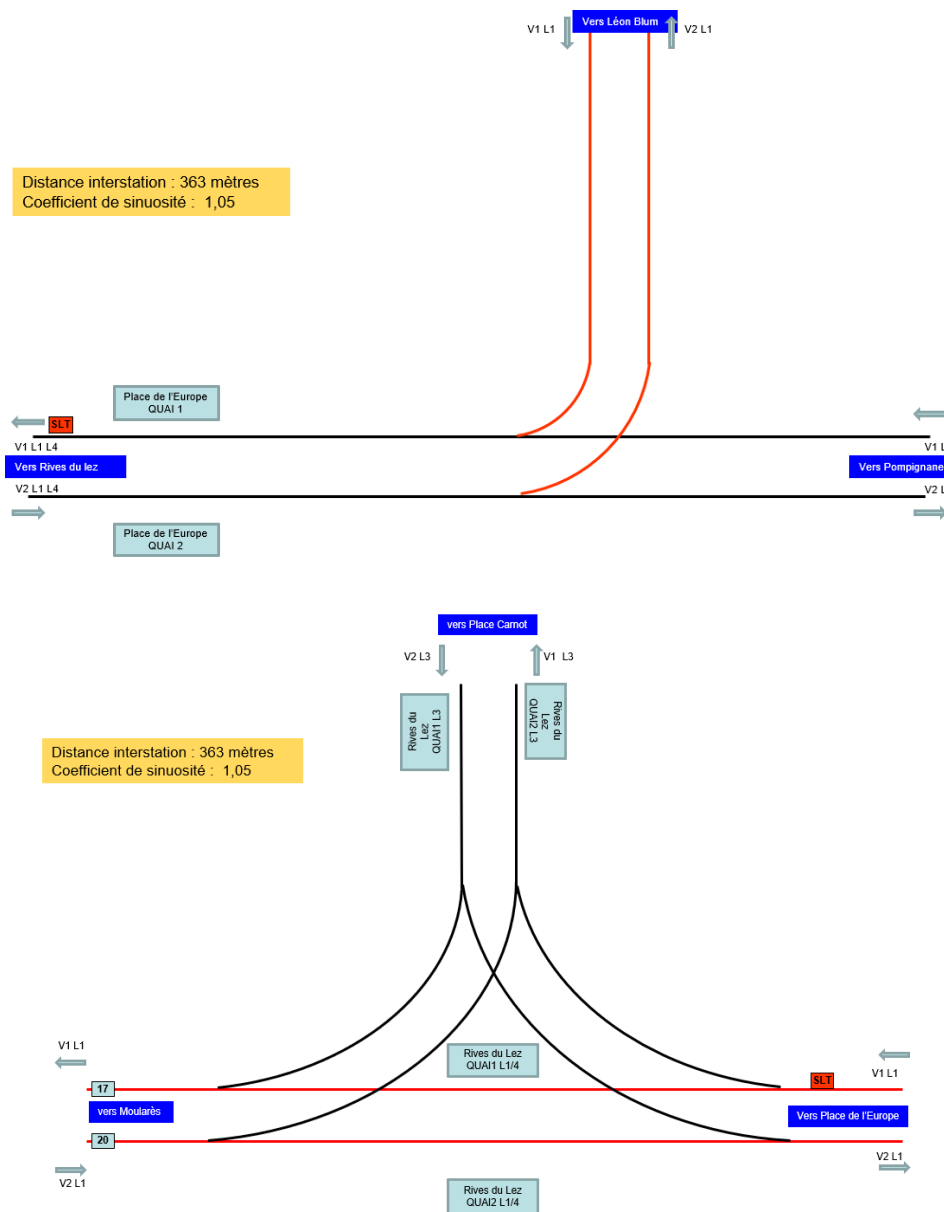 Vers Léon Blum
V1 L1
V2 L1
Distance interstation : 363 mètres
Coefficient de sinuosité : 1,05
Place de l'Europe
QUAI 1
SLT
V1 L1 L4
V1 L
Vers Rives du lez
Vers Pompignane
V2 L1 L4
V2 L
Place de l'Europe
QUAI 2
vers Place Carnot
V2 L3
V1 L3
Rives du
Lez
QUAI1 L3
Rives du
Lez
QUAI2 L3
Distance interstation : 363 mètres
Coefficient de sinuosité : 1,05
V1 L1
Rives du Lez
QUAI1 L1/4
V1 L1
SLT
17
vers Moularès
Vers Place de l'Europe
20
V2 L1
V2 L1
Rives du Lez
QUAI2 L1/4